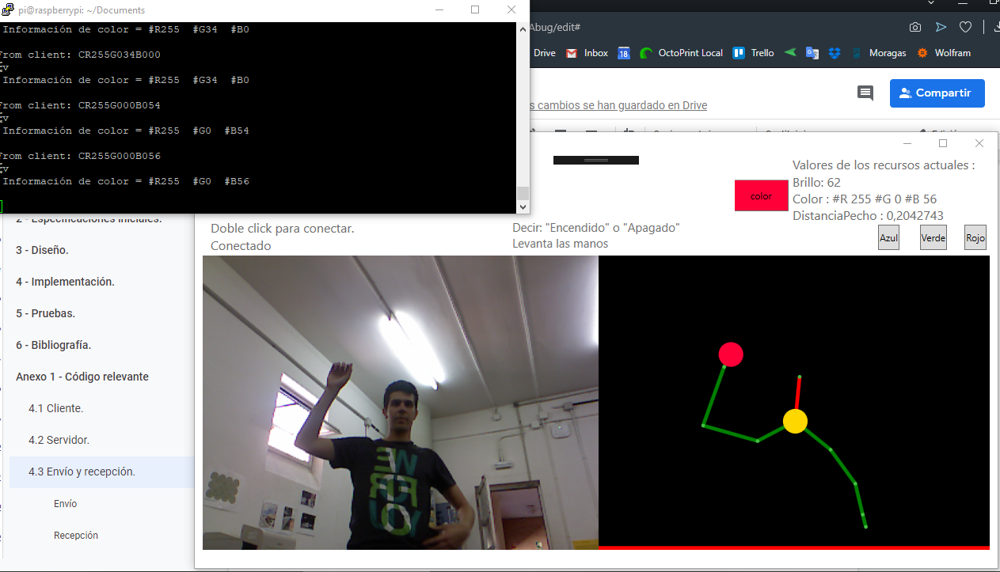 pi@raspberrypi: ~/Documents
Información de color = #R255 #G34 #B0
From client: CR255G034B000
Información de color = #R255 #G34 #B0
From client: CR255G000B054
Información de color = #R255 #G0 #B54
From client: CR255G000B056
Información de color = #R255 #G0 #B56
Abug/edit#
Drive Inbox 18 OctoPrint Local Trello Moragas Wolfram
s cambios se han guardado en Drive
Compartir
2 - Especificaciones iniciales.
3 - Diseño.
4 - Implementación.
5 - Pruebas.
6 - Bibliografía.
Anexo 1 - Código relevante
4.1 Cliente.
4.2 Servidor.
4.3 Envío y recepción.
Envío
Recepción
color
Valores de los recursos actuales :
Brillo: 62
Color : #R 255 #G 0 #B 56
DistanciaPecho : 0,2042743
Azul Verde Rojo
Doble click para conectar.
Conectado
Decir: "Encendido" o "Apagado"
Levanta las manos
WE
FUCK
YOU